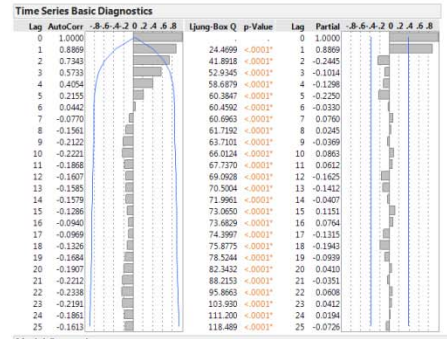 Time Series Basic Diagnostics
Lag AutoCorr -.8-.6-.4-.2 0 .2 .4 .6 .8 Ljung-Box Q p-Value Lag Partial -.8-.6-.4-.2 0 .2 .4 .6 .8
0 1.0000 . . 0 1.0000
1 0.8869 24.4699 <.0001* 1 0.8869
2 0.7343 41.8918 <.0001* 2 -0.2445
3 0.5733 52.9345 <.0001* 3 -0.1014
4 0.4054 58.6879 <.0001* 4 -0.1298
5 0.2155 60.3847 <.0001* 5 -0.2250
6 0.0442 60.4592 <.0001* 6 -0.0330
7 -0.0770 60.6963 <.0001* 7 0.0760
8 -0.1561 61.7192 <.0001* 8 0.0245
9 -0.2122 63.7101 <.0001* 9 -0.0369
10 -0.2221 66.0124 <.0001* 10 0.0863
11 -0.1868 67.7370 <.0001* 11 0.0612
12 -0.1607 69.0928 <.0001* 12 -0.1625
13 -0.1585 70.5004 <.0001* 13 -0.1412
14 -0.1579 71.9961 <.0001* 14 -0.0407
15 -0.1286 73.0650 <.0001* 15 0.1151
16 -0.0940 73.6829 <.0001* 16 0.0764
17 -0.0969 74.3997 <.0001* 17 -0.1315
18 -0.1326 75.8775 <.0001* 18 -0.1943
19 -0.1684 78.5244 <.0001* 19 -0.0939
20 -0.1907 82.3432 <.0001* 20 0.0410
21 -0.2212 88.2153 <.0001* 21 -0.0351
22 -0.2338 95.8663 <.0001* 22 0.0608
23 -0.2191 103.930 <.0001* 23 0.0412
24 -0.1861 111.200 <.0001* 24 0.0194
25 -0.1613 118.489 <.0001* 25 -0.0726